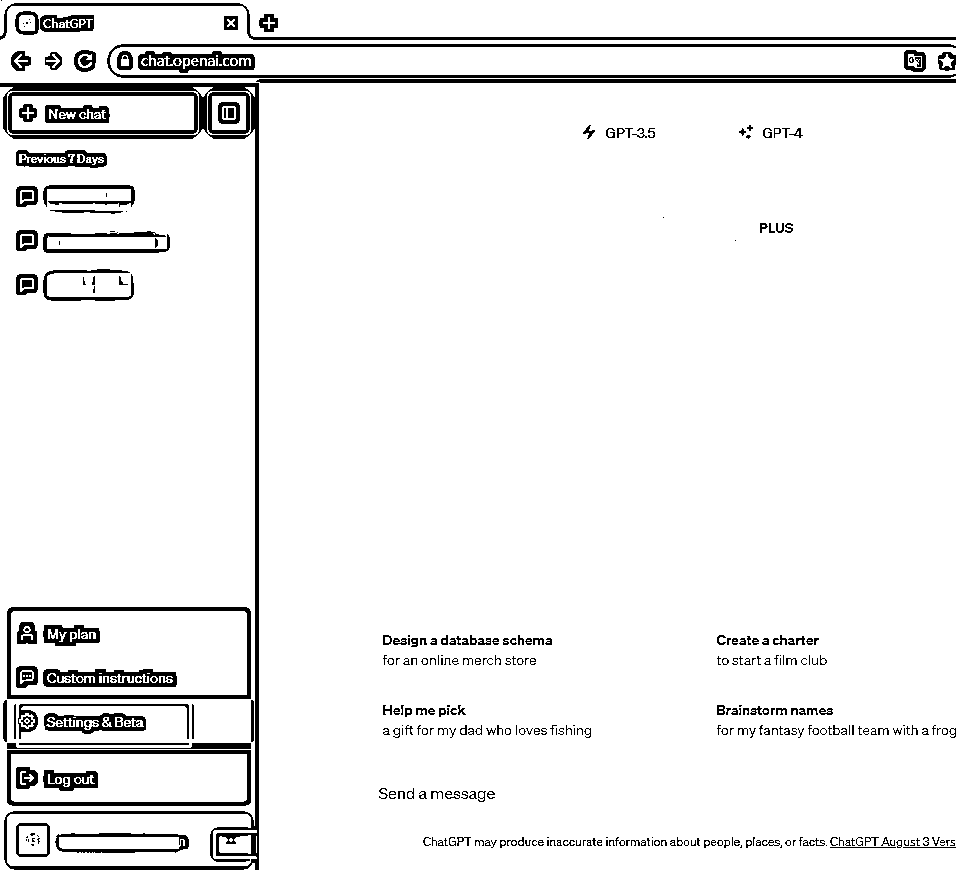 ChatGPT
chat.openai.com
New chat
Previous 7 Days
GPT-3.5
GPT-4
PLUS
My plan
Custom instructions
Settings & Beta
Log out
Design a database schema
for an online merch store
Create a charter
to start a film club
Help me pick
a gift for my dad who loves fishing
Brainstorm names
for my fantasy football team with a frog
Send a message
ChatGPT may produce inaccurate information about people, places, or facts. ChatGPT August 3 Vers